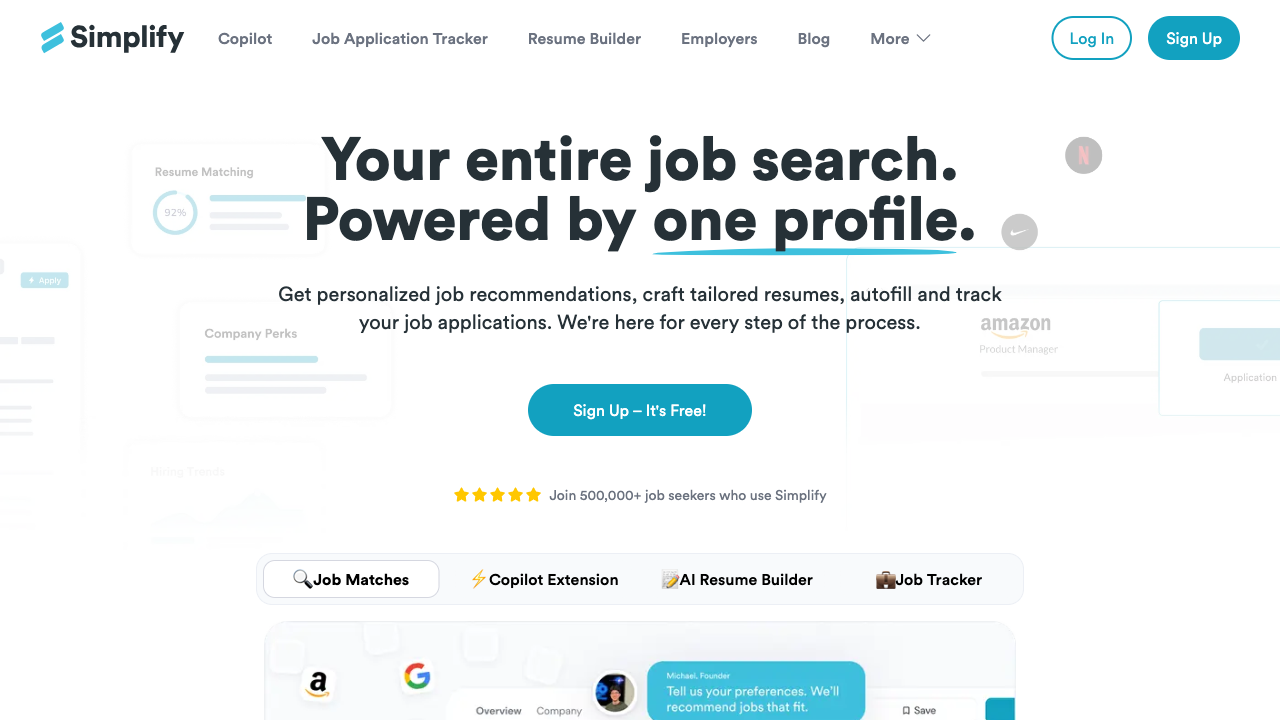 Simplify
Copilot
Job Application Tracker
Resume Builder
Employers
Blog
More
Log In
Sign Up
Your entire job search.
Powered by one profile.
Resume Matching
92%
Apply
Company Perks
Hiring Trends
amazon
Product Manager
Application
Get personalized job recommendations, craft tailored resumes, autofill and track
your job applications. We're here for every step of the process.
Sign Up – It's Free!
Join 500,000+ job seekers who use Simplify
Job Matches
Copilot Extension
AI Resume Builder
Job Tracker
Michael, Founder
Tell us your preferences. We'll
recommend jobs that fit.
Overview
Company
Save